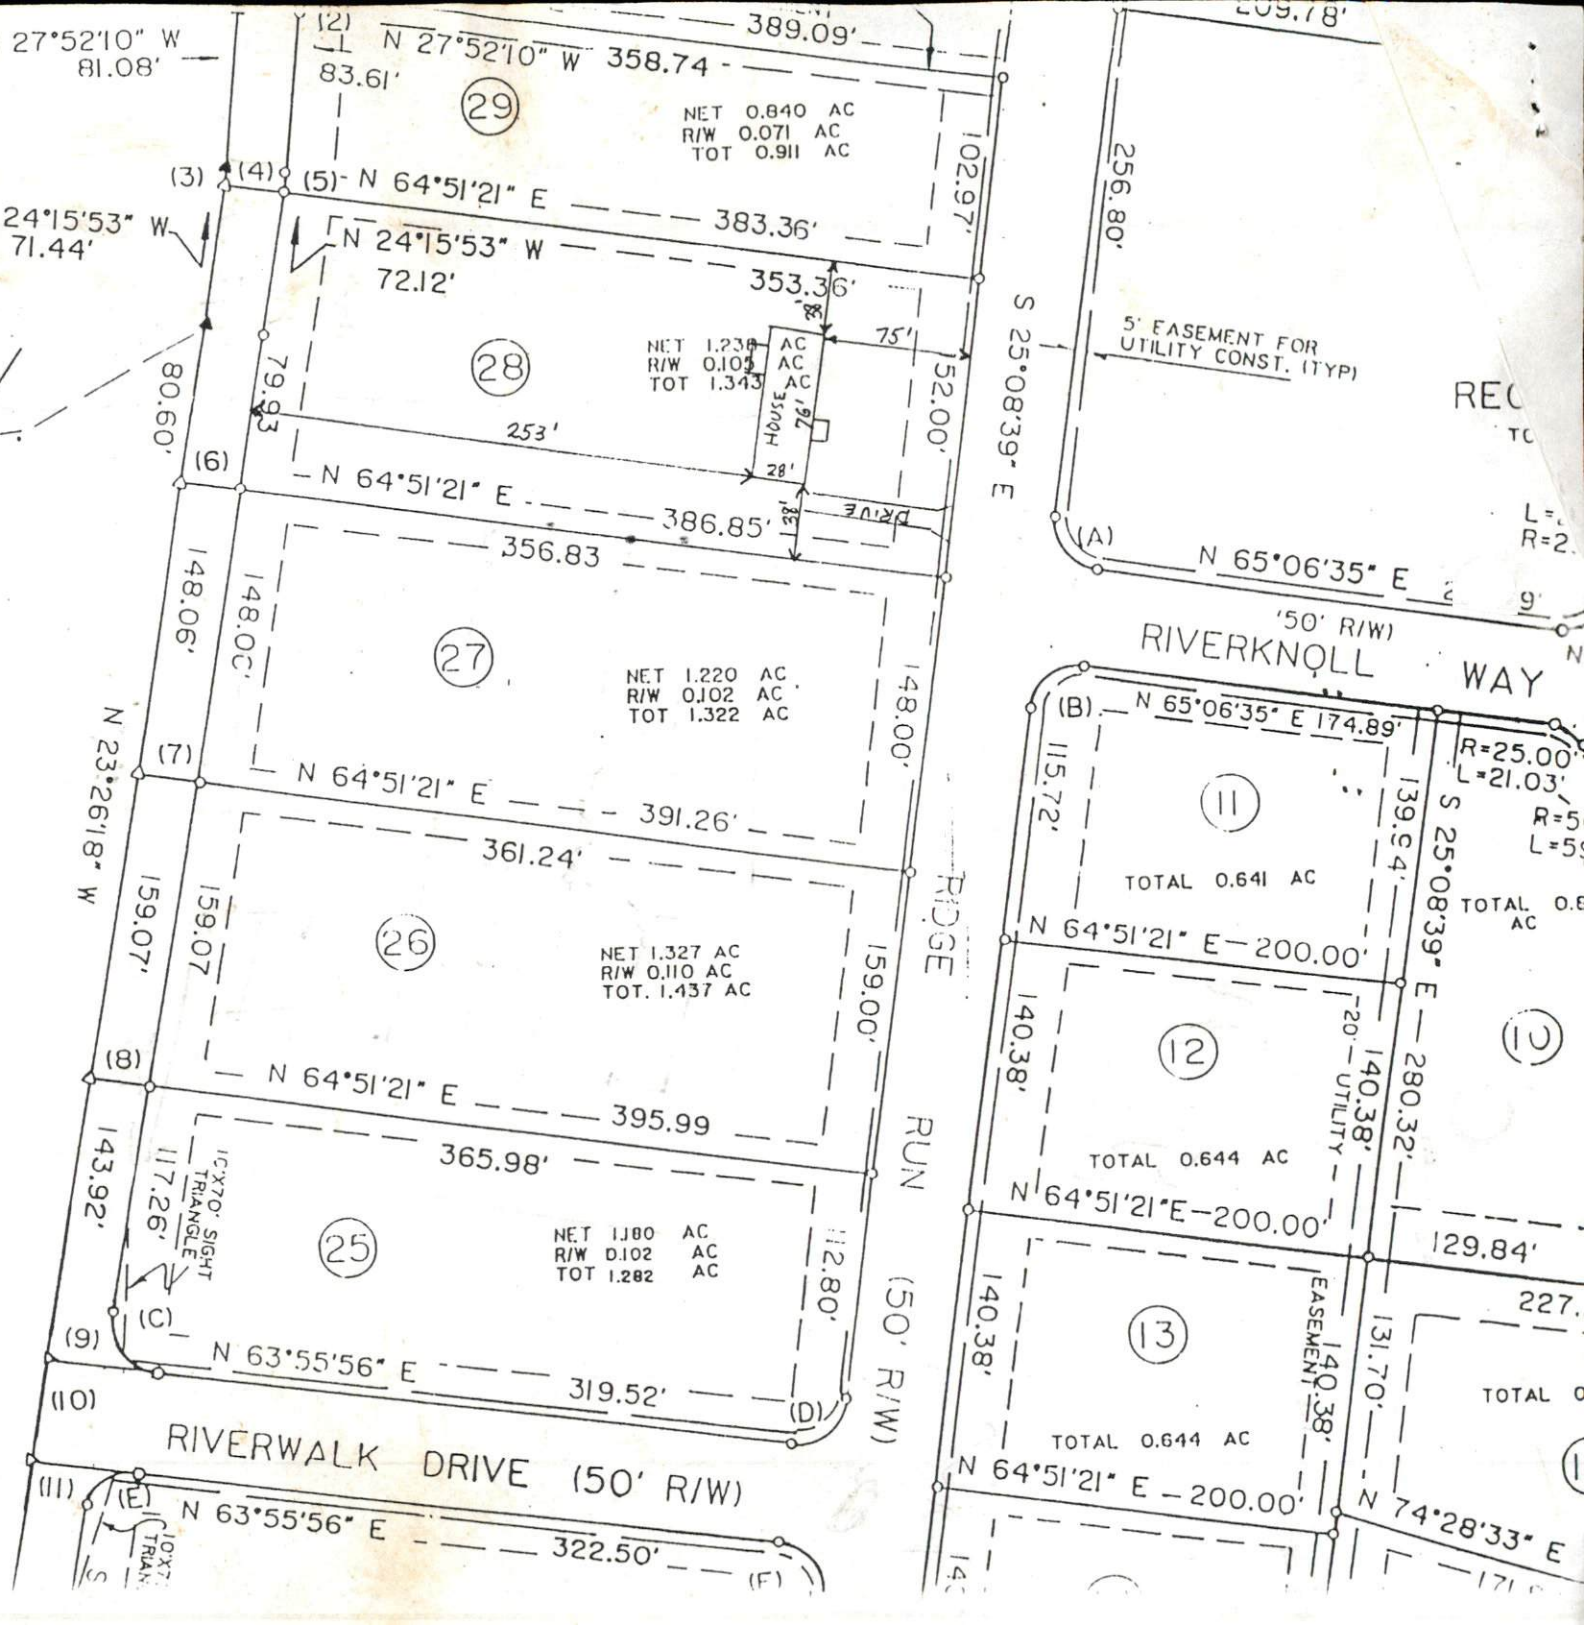 209.78'
27°52'10" W
81.08'
(2)
389.09'
N 27°52'10" W 358.74
83.61'
29
NET 0.840 AC
R/W 0.071 AC
TOT 0.911 AC
102.97'
256.80'
(3)
(4)
(5)
N 64°51'21" E
383.36'
24°15'53" W
71.44'
N 24°15'53" W
72.12'
353.36'
75'
28
NET 1.238 AC
R/W 0.105 AC
TOT 1.343 AC
HOUSE
76'
28'
253'
38'
DRIVE
152.00'
S 25°08'39" E
5' EASEMENT FOR
UTILITY CONST. (TYP)
80.60'
79.93
(6)
N 64°51'21" E
386.85'
356.83
(A)
N 65°06'35" E
9'
L=
R=2
'50' R/W)
RIVERKNOLL WAY
N
148.06'
148.00'
27
NET 1.220 AC
R/W 0.102 AC
TOT 1.322 AC
148.00'
(B)
N 65°06'35" E 174.89'
R=25.00'
L=21.03'
N 23°26'18" W
(7)
N 64°51'21" E
391.26'
361.24'
115.72'
11
TOTAL 0.641 AC
139.94'
S 25°08'39" E
280.32'
TOTAL
AC
10
159.07'
159.07
26
NET 1.327 AC
R/W 0.110 AC
TOT. 1.437 AC
159.00'
RIDGE RUN (50' R/W)
N 64°51'21" E
200.00'
(8)
N 64°51'21" E
395.99
365.98'
140.38'
12
TOTAL 0.644 AC
20' UTILITY EASEMENT
140.38'
143.92'
117.26'
10'X70' SIGHT
TRIANGLE
25
NET 1.180 AC
R/W 0.102 AC
TOT 1.282 AC
112.80'
N 64°51'21" E
200.00'
129.84'
227.
(9)
(C)
N 63°55'56" E
319.52'
(D)
140.38'
13
TOTAL 0.644 AC
140.38'
131.70'
TOTAL
(10)
RIVERWALK DRIVE (50' R/W)
N 64°51'21" E
200.00'
N 74°28'33" E
(11)
(E)
N 63°55'56" E
322.50'
(F)
S
171.